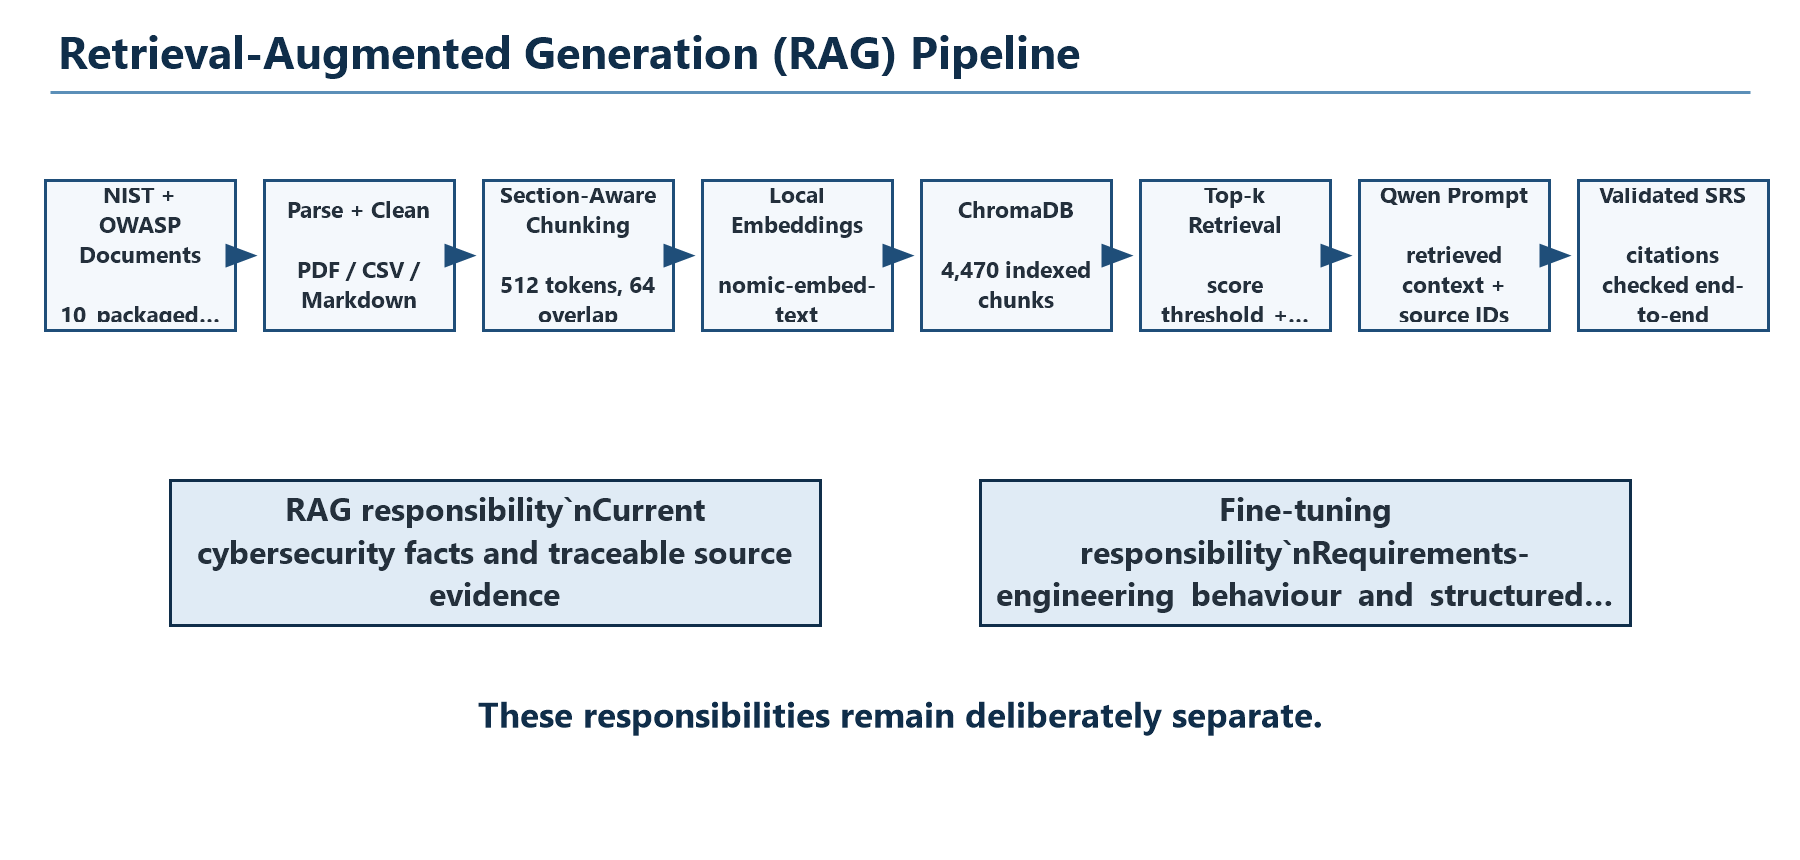 Retrieval-Augmented Generation (RAG) Pipeline
NIST +
OWASP
Documents
10 packaged...
Parse + Clean
PDF / CSV /
Markdown
Section-Aware
Chunking
512 tokens, 64
overlap
Local
Embeddings
nomic-embed-
text
ChromaDB
4,470 indexed
chunks
Top-k
Retrieval
score
threshold +...
Qwen Prompt
retrieved
context +
source IDs
Validated SRS
citations
checked end-
to-end
RAG responsibility`nCurrent
cybersecurity facts and traceable source
evidence
Fine-tuning
responsibility`nRequirements-
engineering behaviour and structured...
These responsibilities remain deliberately separate.